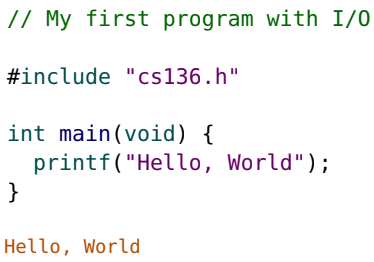 // My first program with I/O
#include "cs136.h"
int main(void) {
  printf("Hello, World");
}
Hello, World